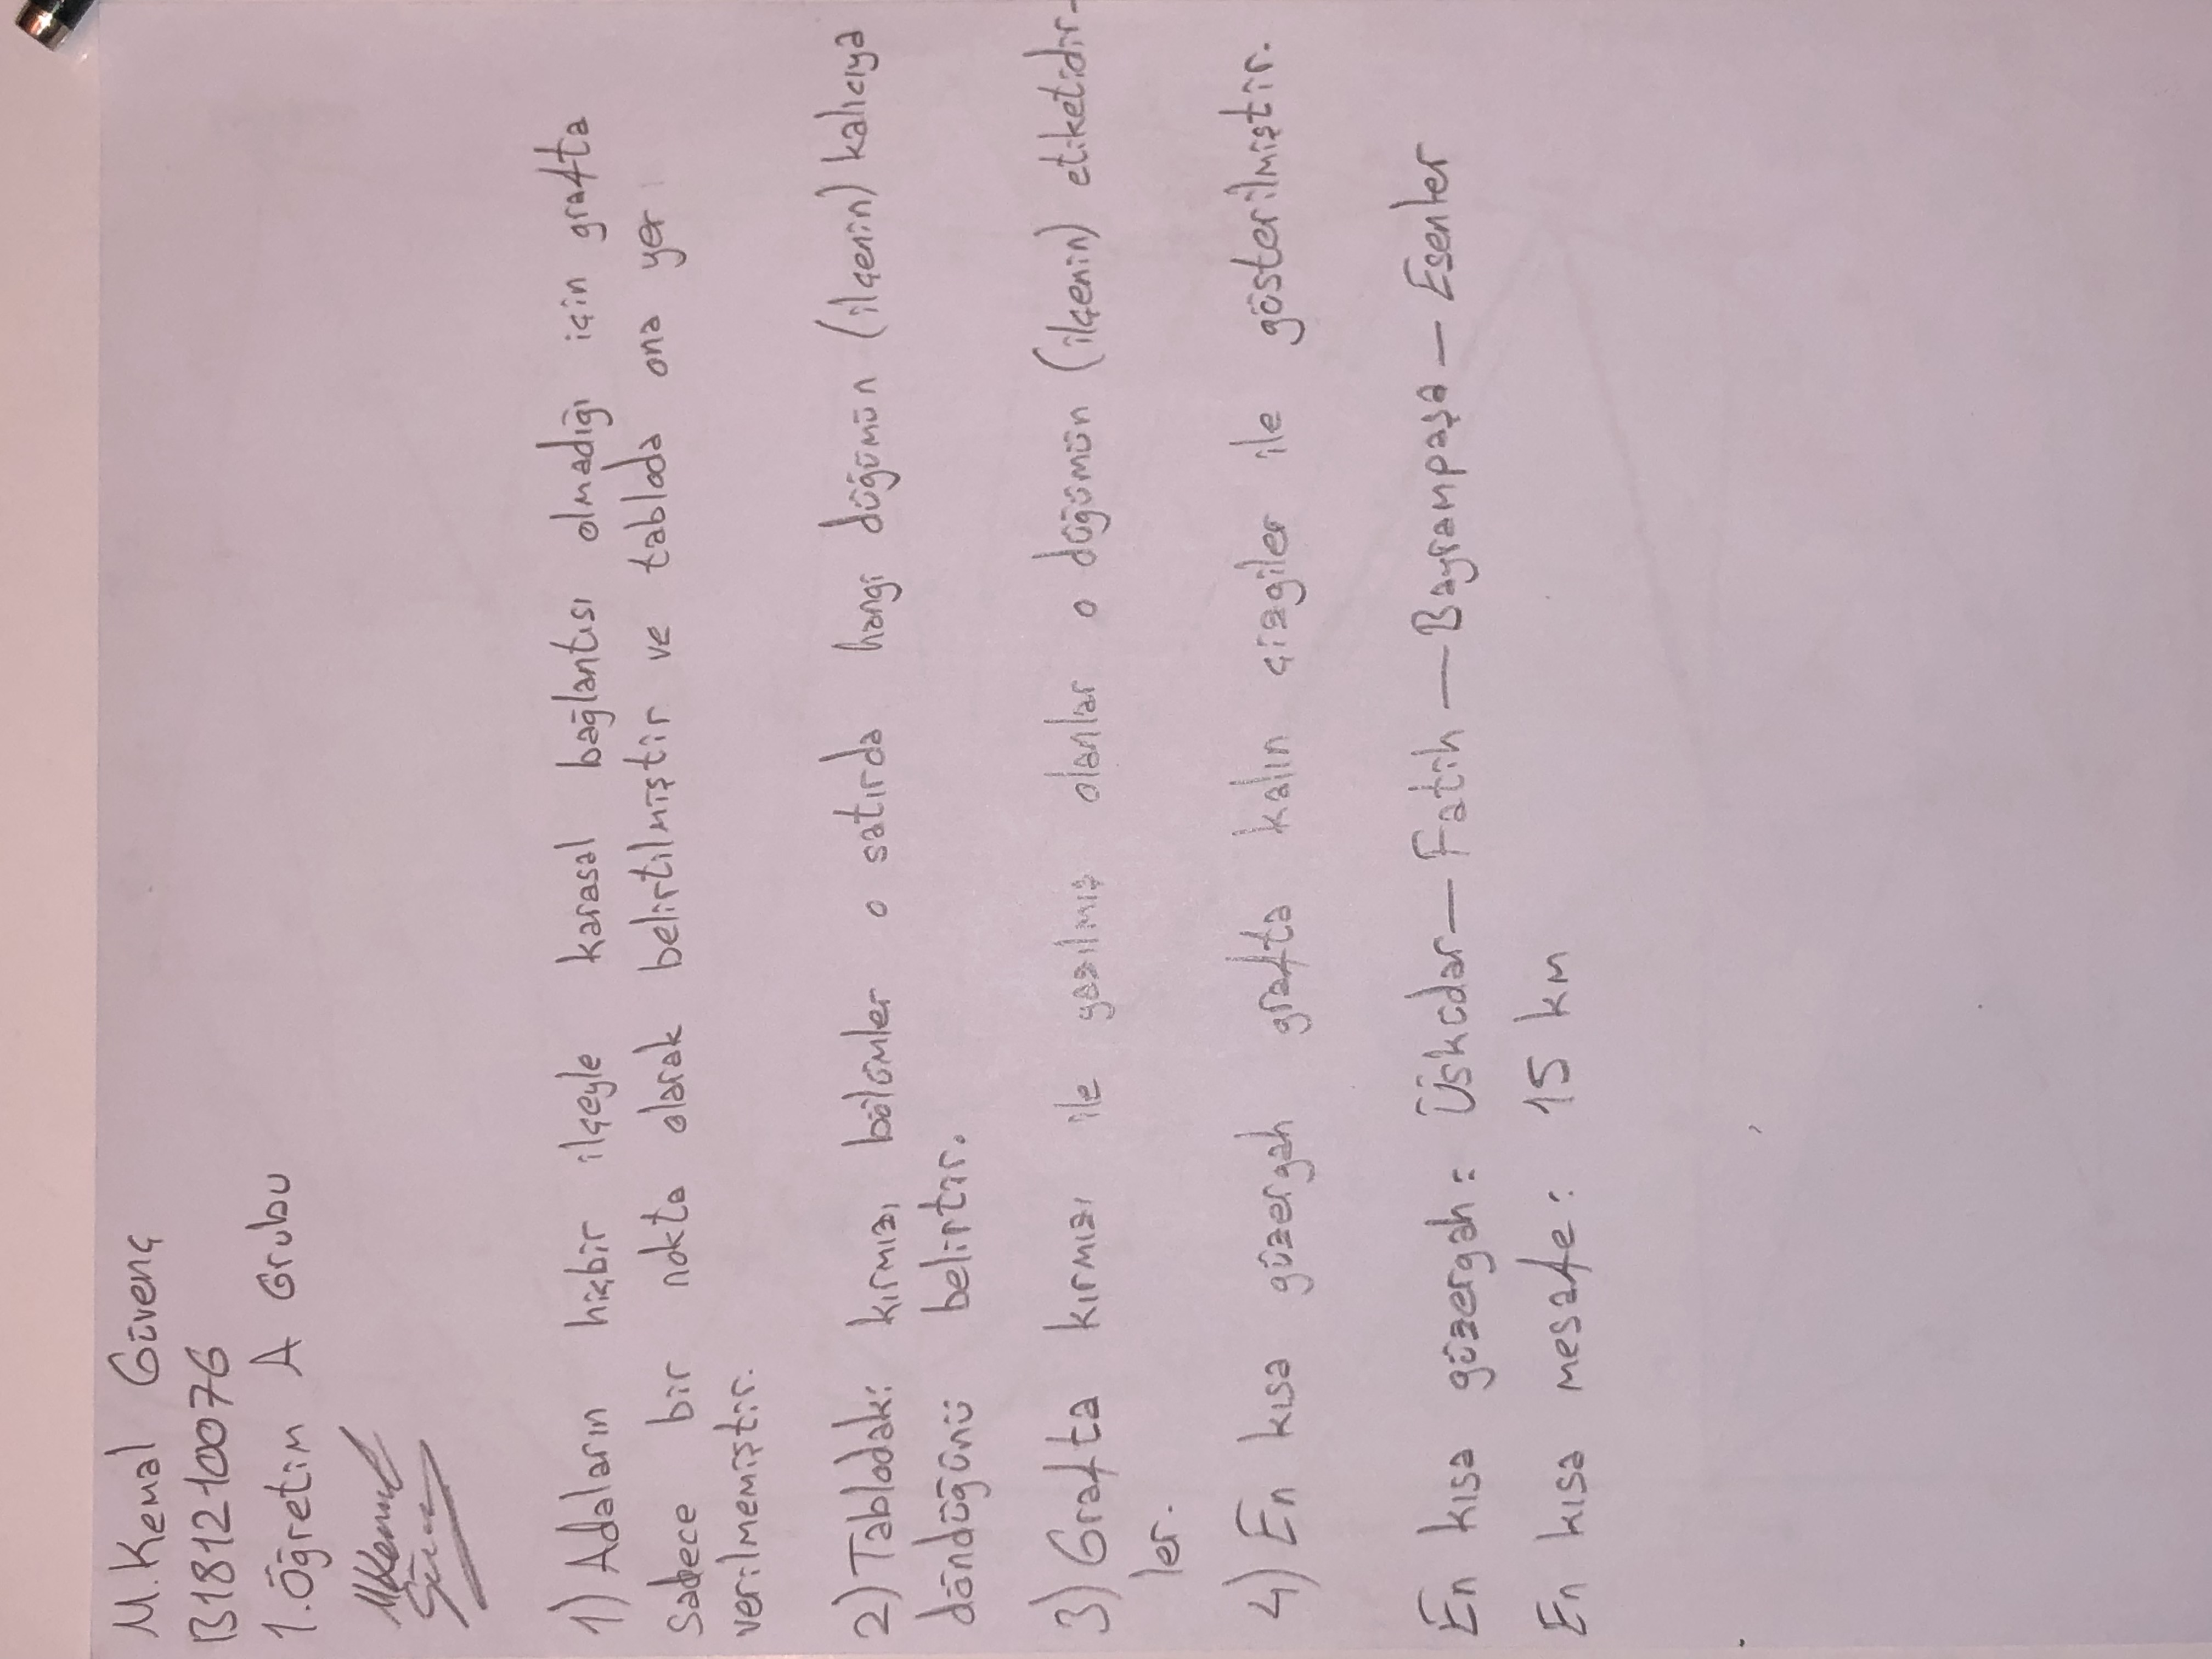 M. Kemal Güvenç
B181210076
1. Öğretim A Grubu
MKemal
1) Adaların hiçbir ilçeyle karasal bağlantısı olmadığı için grafta
sadece bir nokta olarak belirtilmiştir ve tabloda ona yer
verilmemiştir.
2) Tablodaki kırmızı bölümler o satırda hangi düğümün (ilçenin) kalıcıya
döndüğünü belirtir.
3) Grafta kırmızı ile yazılmış olanlar o düğümün (ilçenin) etiketidir-
ler.
4) En kısa güzergah grafta kalın çizgiler ile gösterilmiştir.
En kısa güzergah = Üsküdar — Fatih — Bayrampaşa — Esenler
En kısa mesafe: 15 km